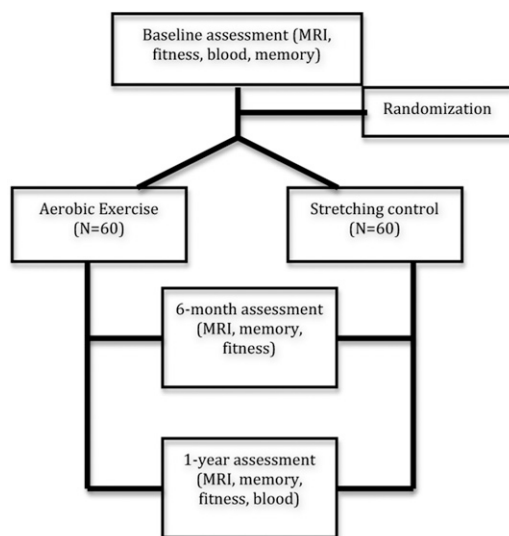 Baseline assessment (MRI,
fitness, blood, memory)
Randomization
Aerobic Exercise
(N=60)
Stretching control
(N=60)
6-month assessment
(MRI, memory,
fitness)
1-year assessment
(MRI, memory,
fitness, blood)